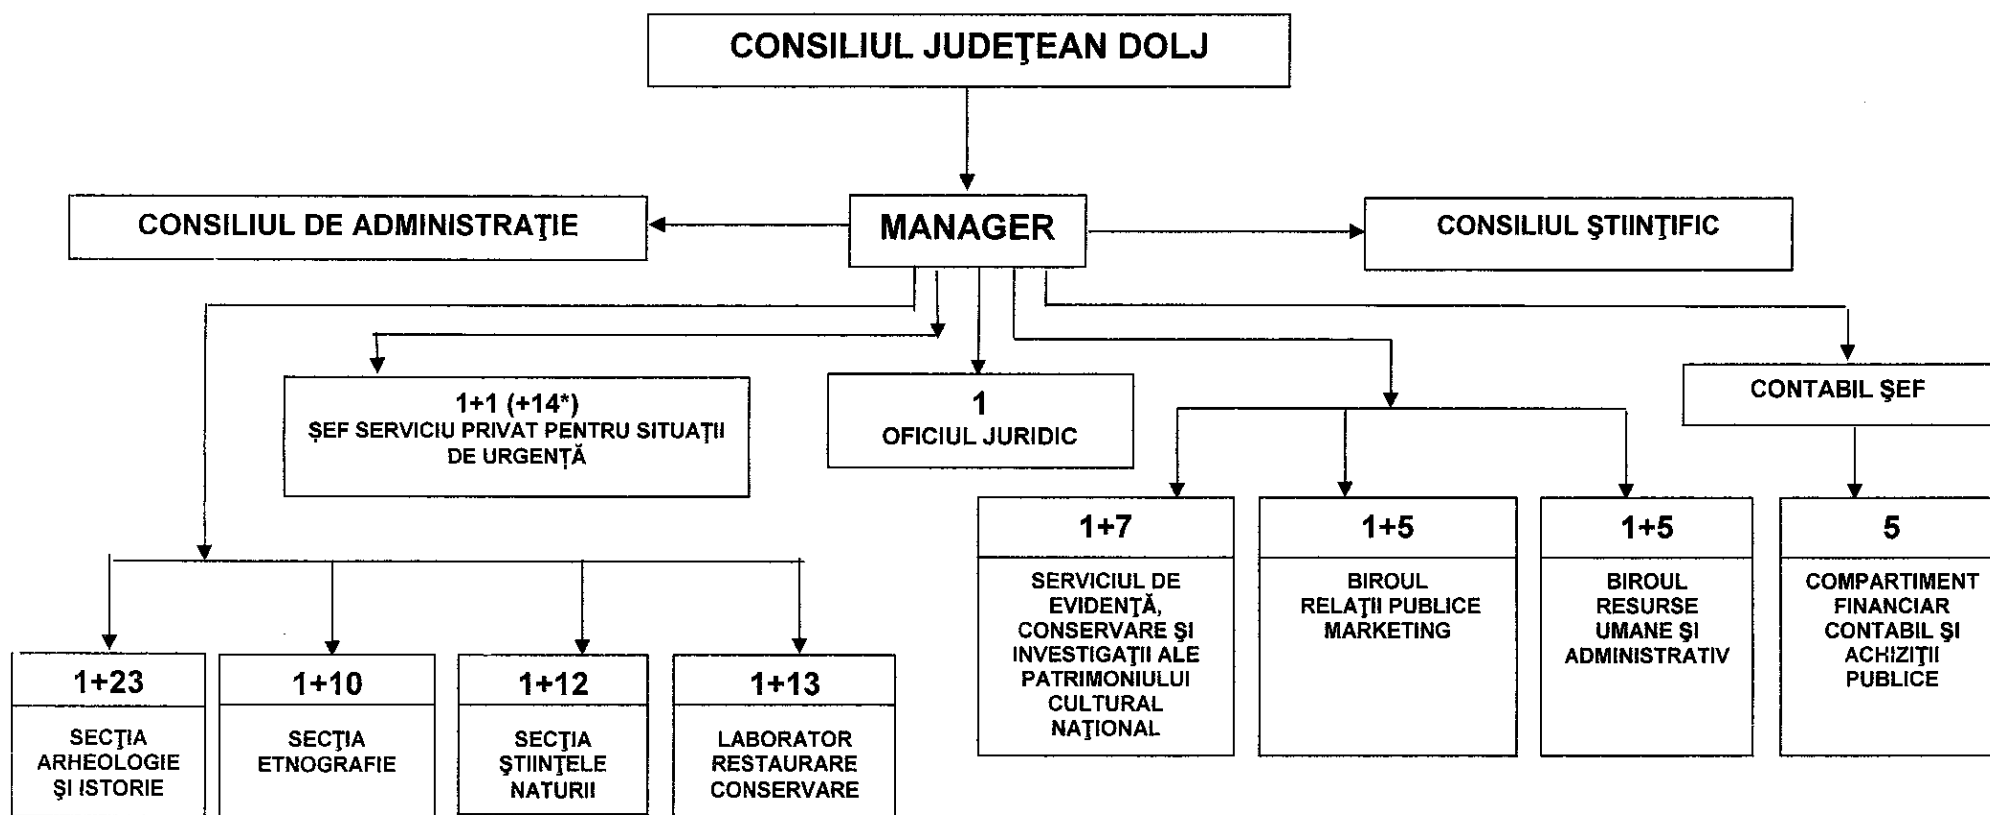 CONSILIUL JUDEŢEAN DOLJ
CONSILIUL DE ADMINISTRAŢIE
MANAGER
CONSILIUL ŞTIINŢIFIC
1+1 (+14*)
ȘEF SERVICIU PRIVAT PENTRU SITUAȚII
DE URGENȚĂ
1
OFICIUL JURIDIC
CONTABIL ŞEF
1+7
SERVICIUL DE
EVIDENŢĂ,
CONSERVARE ŞI
INVESTIGAŢII ALE
PATRIMONIULUI
CULTURAL
NAŢIONAL
1+5
BIROUL
RELAŢII PUBLICE
MARKETING
1+5
BIROUL
RESURSE
UMANE ŞI
ADMINISTRATIV
5
COMPARTIMENT
FINANCIAR
CONTABIL ŞI
ACHIZIŢII
PUBLICE
1+23
SECŢIA
ARHEOLOGIE
ŞI ISTORIE
1+10
SECŢIA
ETNOGRAFIE
1+12
SECŢIA
ŞTIINŢELE
NATURII
1+13
LABORATOR
RESTAURARE
CONSERVARE